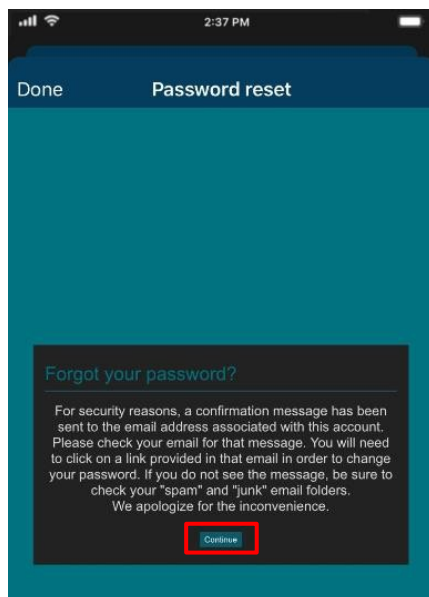 2:37 PM
Done Password reset
Forgot your password?
For security reasons, a confirmation message has been
sent to the email address associated with this account.
Please check your email for that message. You will need
to click on a link provided in that email in order to change
your password. If you do not see the message, be sure to
check your "spam" and "junk" email folders.
We apologize for the inconvenience.
Continue